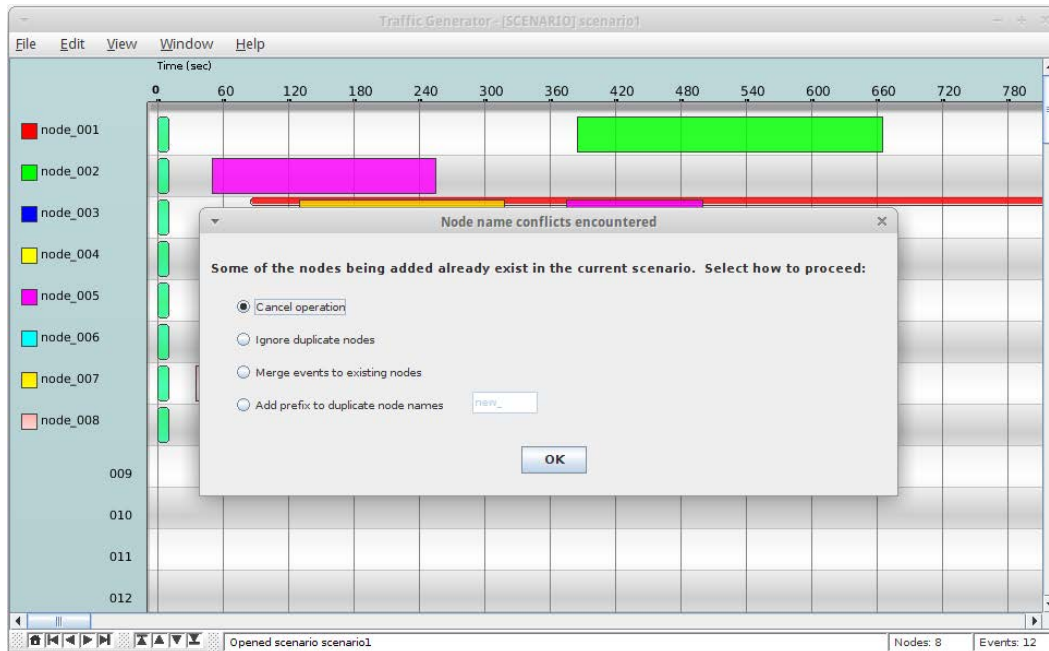 Traffic Generator - [SCENARIO] scenario1
File Edit View Window Help
Time (sec)
0 60 120 180 240 300 360 420 480 540 600 660 720 780
node_001
node_002
node_003
node_004
node_005
node_006
node_007
node_008
009
010
011
012
Node name conflicts encountered
Some of the nodes being added already exist in the current scenario. Select how to proceed:
Cancel operation
Ignore duplicate nodes
Merge events to existing nodes
Add prefix to duplicate node names new_
OK
Opened scenario scenario1 Nodes: 8 Events: 12